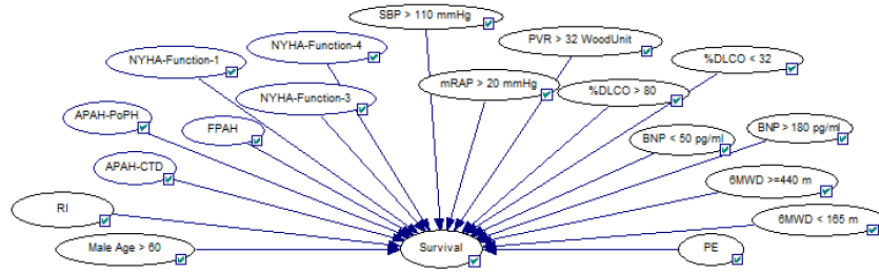 SBP > 110 mmHg
NYHA-Function-4
PVR > 32 WoodUnit
NYHA-Function-1
%DLCO < 32
mRAP > 20 mmHg
%DLCO > 80
NYHA-Function-3
APAH-PoPH
FPAH
BNP > 180 pg/ml
BNP < 50 pg/ml
APAH-CTD
6MWD >=440 m
RI
6MWD < 165 m
Male Age > 60
Survival
PE